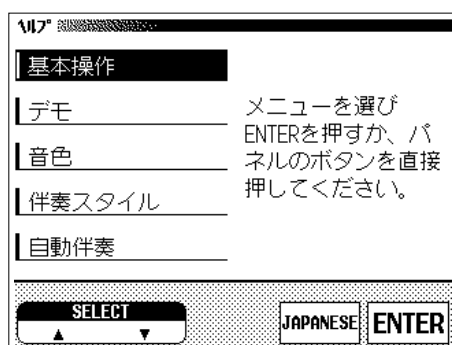 ﾍﾙﾌﾟ
基本操作
デモ
音色
伴奏スタイル
自動伴奏
メニューを選び
ENTERを押すか、パ
ネルのボタンを直接
押してください。
SELECT
▲ ▼
JAPANESE
ENTER